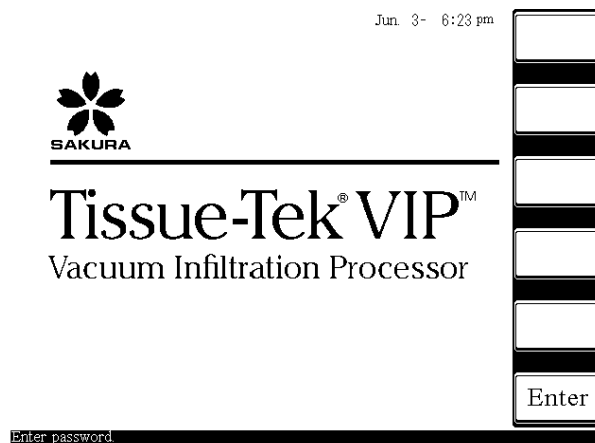 Jun. 3- 6:23 pm
SAKURA
Tissue-Tek® VIP™
Vacuum Infiltration Processor
Enter
Enter password.